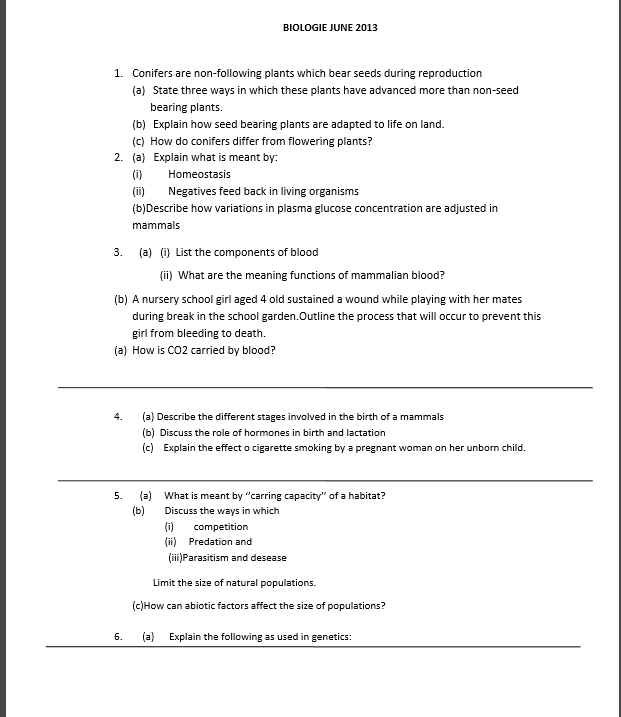 BIOLOGIE JUNE 2013
1. Conifers are non-following plants which bear seeds during reproduction
(a) State three ways in which these plants have advanced more than non-seed
bearing plants.
(b) Explain how seed bearing plants are adapted to life on land.
(c) How do conifers differ from flowering plants?
2. (a) Explain what is meant by:
(i) Homeostasis
(ii) Negatives feed back in living organisms
(b)Describe how variations in plasma glucose concentration are adjusted in
mammals
3. (a) (i) List the components of blood
(ii) What are the meaning functions of mammalian blood?
(b) A nursery school girl aged 4 old sustained a wound while playing with her mates
during break in the school garden.Outline the process that will occur to prevent this
girl from bleeding to death.
(a) How is CO2 carried by blood?
4. (a) Describe the different stages involved in the birth of a mammals
(b) Discuss the role of hormones in birth and lactation
(c) Explain the effect o cigarette smoking by a pregnant woman on her unborn child.
5. (a) What is meant by “carring capacity” of a habitat?
(b) Discuss the ways in which
(i) competition
(ii) Predation and
(iii)Parasitism and desease
Limit the size of natural populations.
(c)How can abiotic factors affect the size of populations?
6. (a) Explain the following as used in genetics: